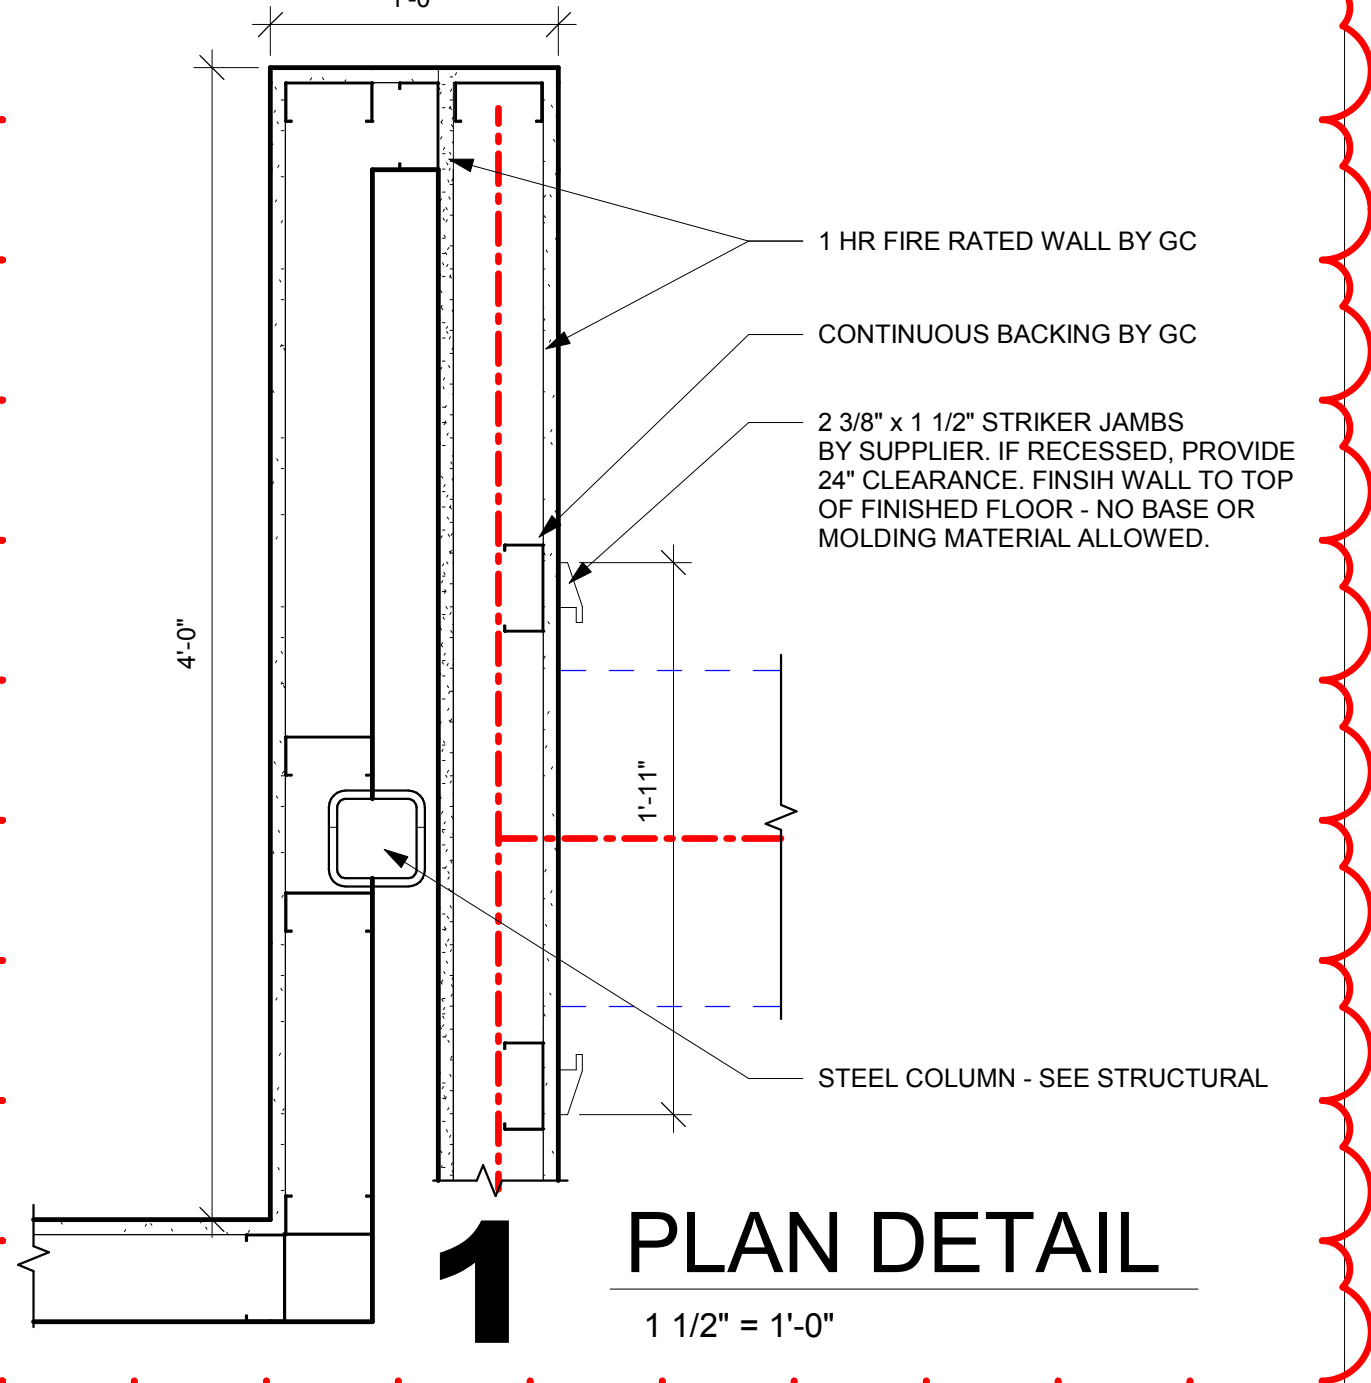 1'-0"
1 HR FIRE RATED WALL BY GC
CONTINUOUS BACKING BY GC
2 3/8" x 1 1/2" STRIKER JAMBS
BY SUPPLIER. IF RECESSED, PROVIDE
24" CLEARANCE. FINSIH WALL TO TOP
OF FINISHED FLOOR - NO BASE OR
MOLDING MATERIAL ALLOWED.
4'-0"
1'-11"
STEEL COLUMN - SEE STRUCTURAL
1
PLAN DETAIL
1 1/2" = 1'-0"